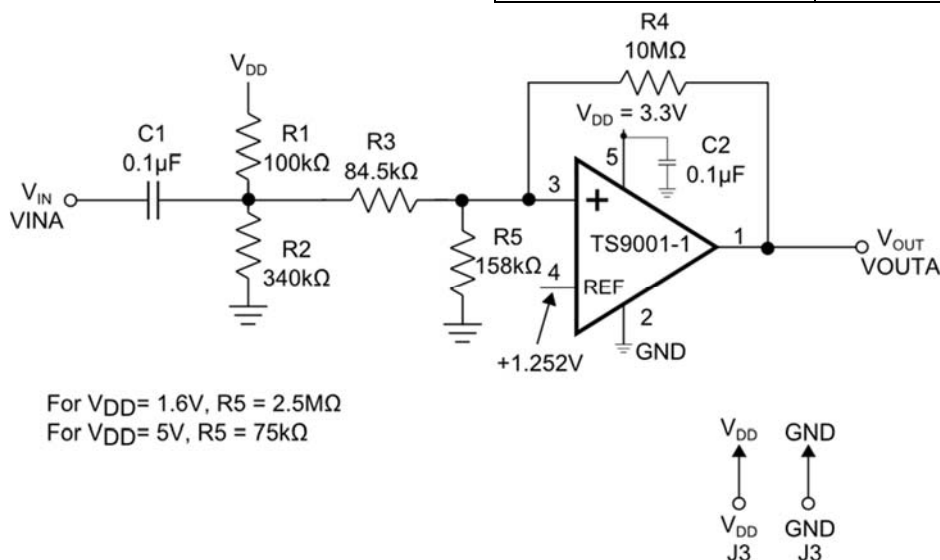 R4
10MΩ
VDD
VDD = 3.3V
C1
0.1µF
R1
100kΩ
R3
84.5kΩ
C2
0.1µF
5
3
+
VIN
VINA
TS9001-1
1
VOUT
VOUTA
R2
340kΩ
R5
158kΩ
4
REF
2
GND
+1.252V
For VDD= 1.6V, R5 = 2.5MΩ
For VDD= 5V, R5 = 75kΩ
VDD GND
VDD GND
J3 J3